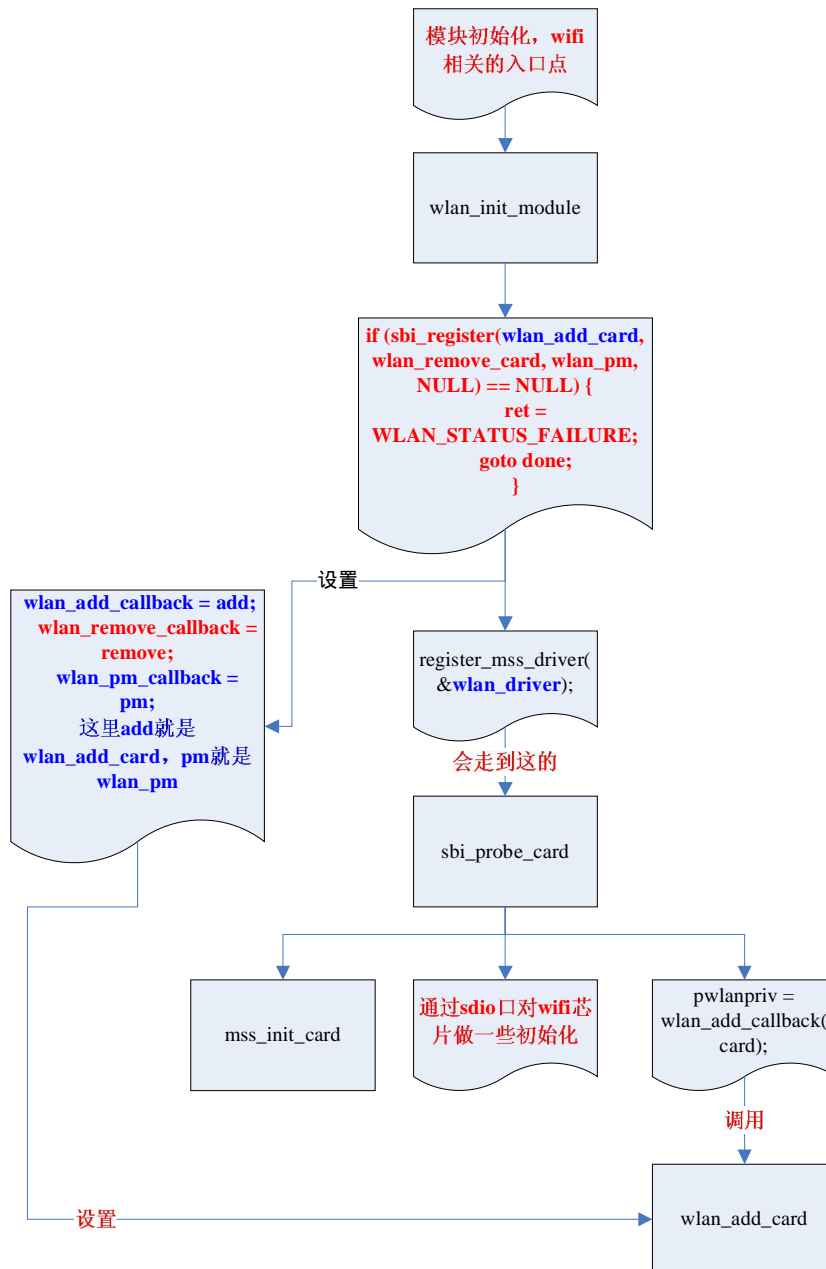 模块初始化，wifi
相关的入口点
wlan_init_module
if (sbi_register(wlan_add_card,
wlan_remove_card, wlan_pm,
NULL) == NULL) {
ret =
WLAN_STATUS_FAILURE;
goto done;
}
设置
wlan_add_callback = add;
wlan_remove_callback =
remove;
wlan_pm_callback =
pm;
这里add就是
wlan_add_card，pm就是
wlan_pm
register_mss_driver(
&wlan_driver);
会走到这的
sbi_probe_card
mss_init_card
通过sdio口对wifi芯
片做一些初始化
pwlanpriv =
wlan_add_callback(
card);
调用
设置
wlan_add_card